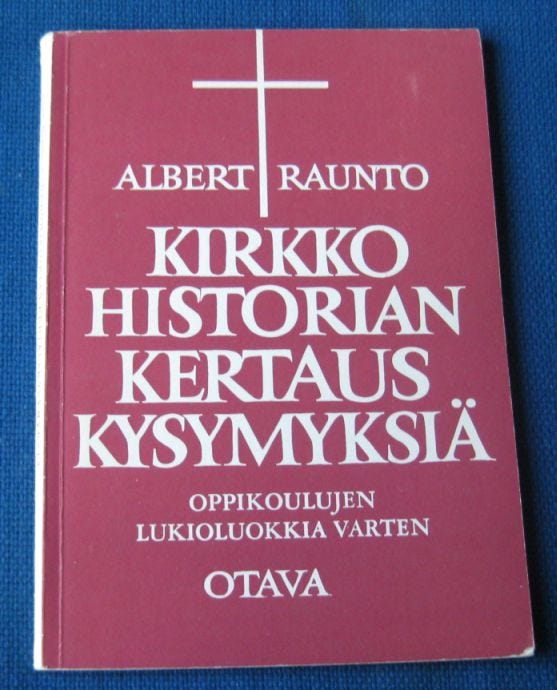 ALBERT RAUNTO
KIRKKO
HISTORIAN
KERTAUS
KYSYMYKSIÄ
OPPIKOULUJEN
LUKIOLUOKKIA VARTEN
OTAVA